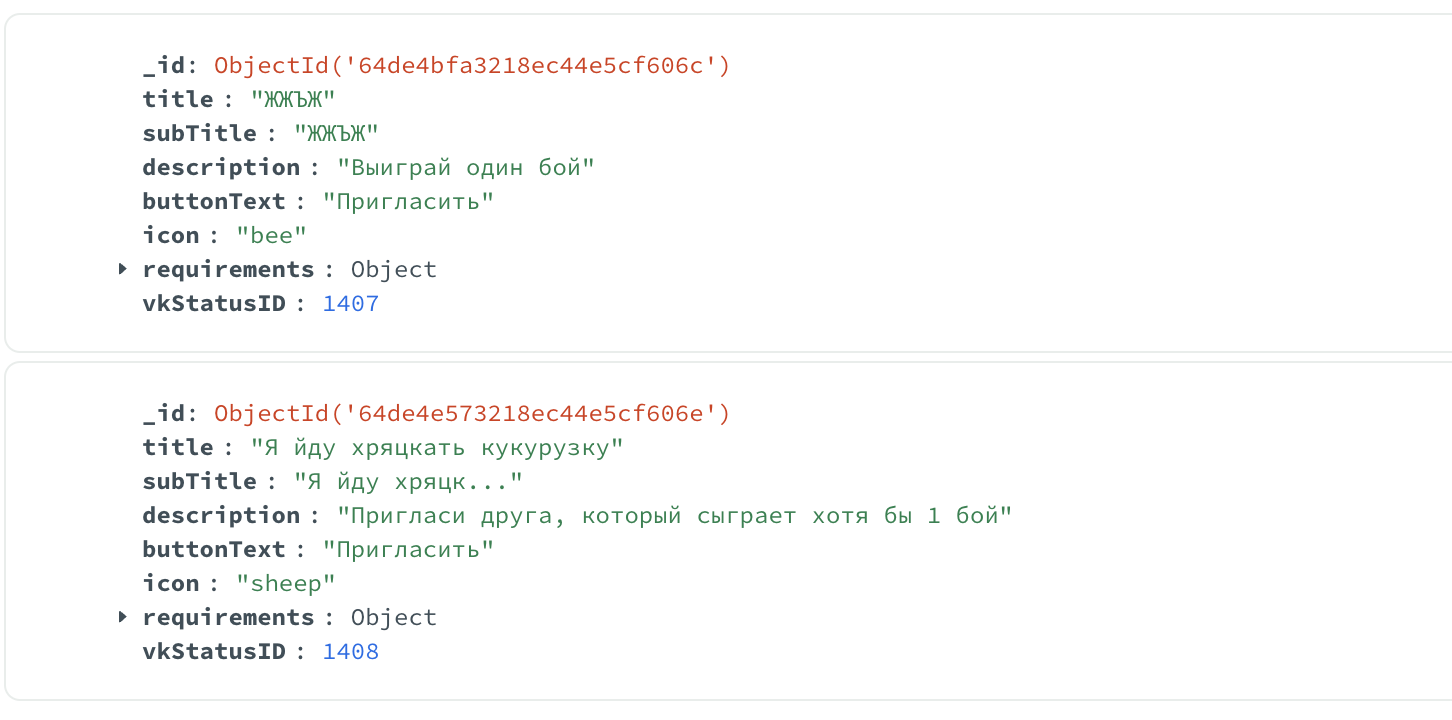 _id: ObjectId('64de4bfa3218ec44e5cf606c')
title : "ЖЖЪЖ"
subTitle : "ЖЖЪЖ"
description : "Выиграй один бой"
buttonText : "Пригласить"
icon : "bee"
requirements : Object
vkStatusID : 1407
_id: ObjectId('64de4e573218ec44e5cf606e')
title : "Я йду хряцкать кукурузку"
subTitle : "Я йду хряцк..."
description : "Пригласи друга, который сыграет хотя бы 1 бой"
buttonText : "Пригласить"
icon : "sheep"
requirements : Object
vkStatusID : 1408